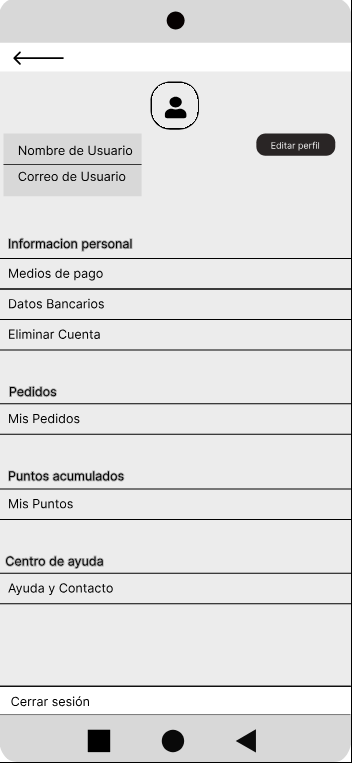 Nombre de Usuario
Editar perfil
Correo de Usuario
Informacion personal
Medios de pago
Datos Bancarios
Eliminar Cuenta
Pedidos
Mis Pedidos
Puntos acumulados
Mis Puntos
Centro de ayuda
Ayuda y Contacto
Cerrar sesión